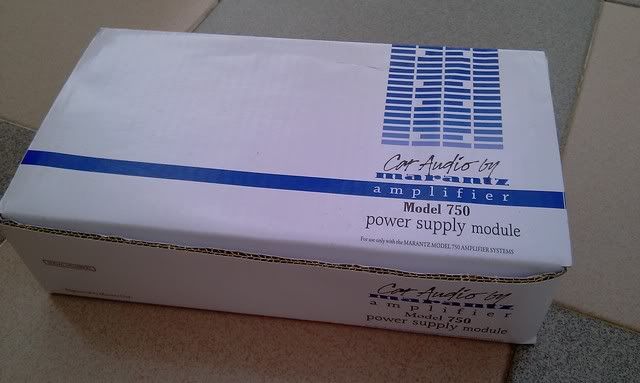 Car Audio by
marantz
amplifier
Model 750
power supply module
For use only with the MARANTZ MODEL 750 AMPLIFIER SYSTEMS
Car Audio by
marantz
amplifier
Model 750
power supply module